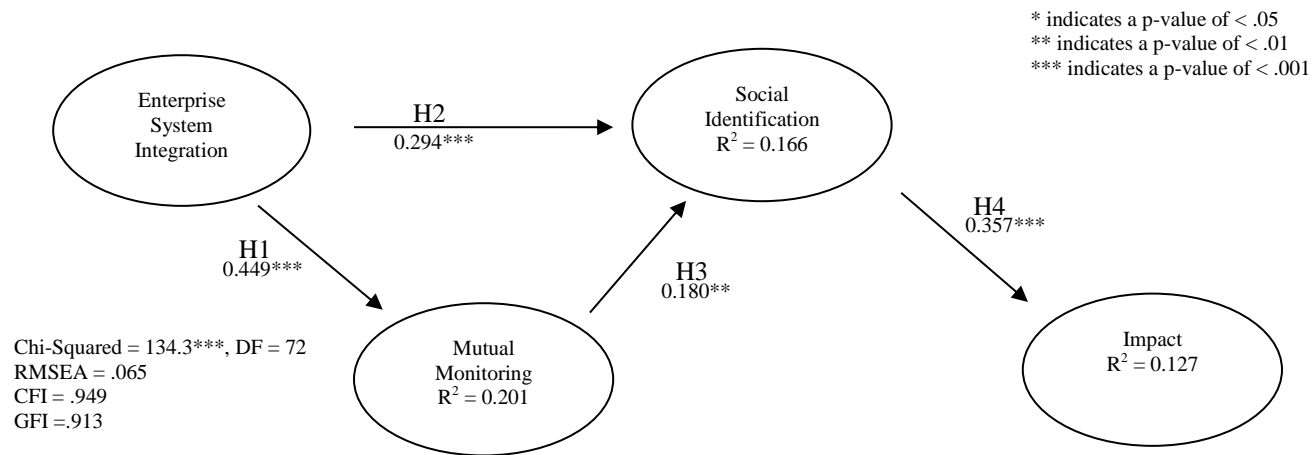 * indicates a p-value of < .05
** indicates a p-value of < .01
*** indicates a p-value of < .001
Enterprise
System
Integration
H2
0.294***
Social
Identification
R² = 0.166
H1
0.449***
H3
0.180**
H4
0.357***
Chi-Squared = 134.3***, DF = 72
RMSEA = .065
CFI = .949
GFI =.913
Mutual
Monitoring
R² = 0.201
Impact
R² = 0.127